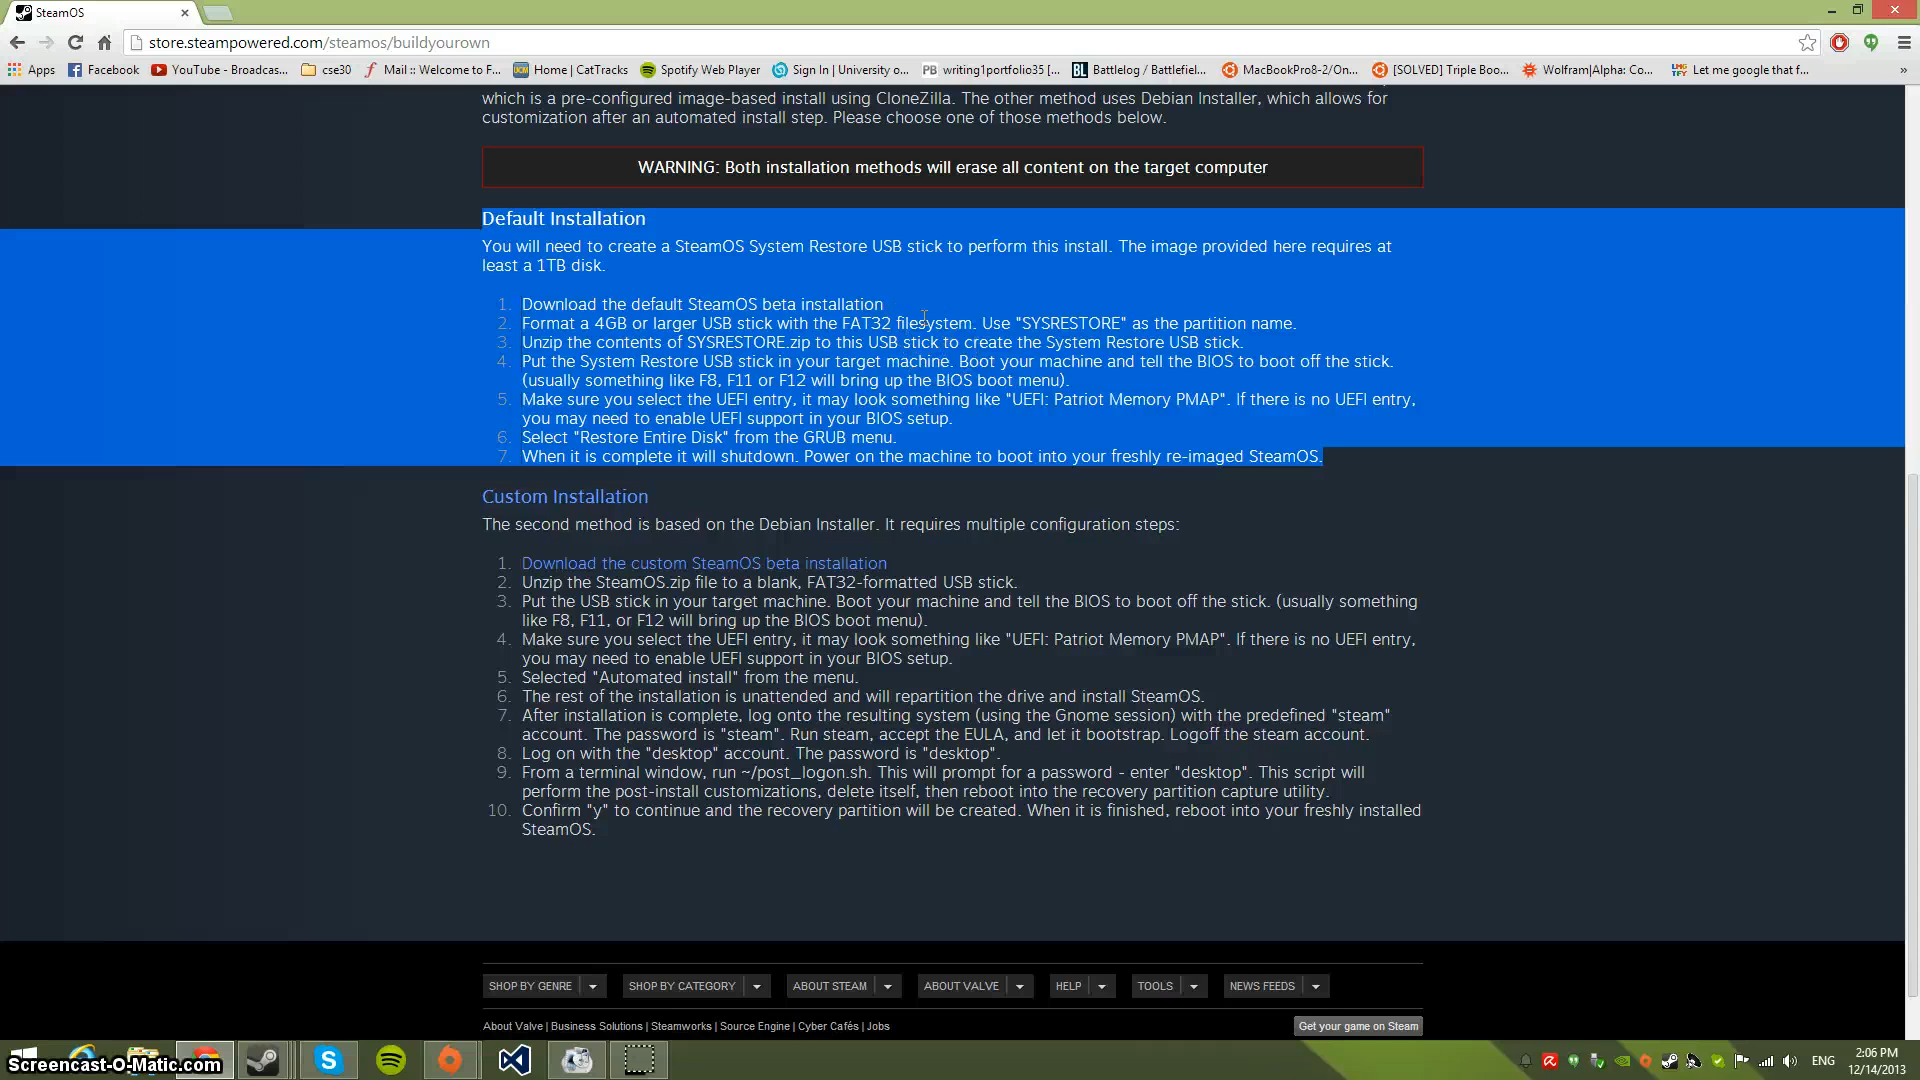 SteamOS
store.steampowered.com/steamos/buildyourown
Apps
Facebook
YouTube - Broadcas...
cse30
Mail :: Welcome to F...
Home | CatTracks
Spotify Web Player
Sign In | University o...
PB writing1portfolio35 [...
BL Battlelog / Battlefiel...
MacBookPro8-2/On...
[SOLVED] Triple Boo...
Wolfram|Alpha: Co...
Let me google that f...
which is a pre-configured image-based install using CloneZilla. The other method uses Debian Installer, which allows for
customization after an automated install step. Please choose one of those methods below.
WARNING: Both installation methods will erase all content on the target computer
Default Installation
You will need to create a SteamOS System Restore USB stick to perform this install. The image provided here requires at
least a 1TB disk.
1. Download the default SteamOS beta installation
2. Format a 4GB or larger USB stick with the FAT32 filesystem. Use "SYSRESTORE" as the partition name.
3. Unzip the contents of SYSRESTORE.zip to this USB stick to create the System Restore USB stick.
4. Put the System Restore USB stick in your target machine. Boot your machine and tell the BIOS to boot off the stick.
(usually something like F8, F11 or F12 will bring up the BIOS boot menu).
5. Make sure you select the UEFI entry, it may look something like "UEFI: Patriot Memory PMAP". If there is no UEFI entry,
you may need to enable UEFI support in your BIOS setup.
6. Select "Restore Entire Disk" from the GRUB menu.
7. When it is complete it will shutdown. Power on the machine to boot into your freshly re-imaged SteamOS.
Custom Installation
The second method is based on the Debian Installer. It requires multiple configuration steps:
1. Download the custom SteamOS beta installation
2. Unzip the SteamOS.zip file to a blank, FAT32-formatted USB stick.
3. Put the USB stick in your target machine. Boot your machine and tell the BIOS to boot off the stick. (usually something
like F8, F11, or F12 will bring up the BIOS boot menu).
4. Make sure you select the UEFI entry, it may look something like "UEFI: Patriot Memory PMAP". If there is no UEFI entry,
you may need to enable UEFI support in your BIOS setup.
5. Selected "Automated install" from the menu.
6. The rest of the installation is unattended and will repartition the drive and install SteamOS.
7. After installation is complete, log onto the resulting system (using the Gnome session) with the predefined "steam"
account. The password is "steam". Run steam, accept the EULA, and let it bootstrap. Logoff the steam account.
8. Log on with the "desktop" account. The password is "desktop".
9. From a terminal window, run ~/post_logon.sh. This will prompt for a password - enter "desktop". This script will
perform the post-install customizations, delete itself, then reboot into the recovery partition capture utility.
10. Confirm "y" to continue and the recovery partition will be created. When it is finished, reboot into your freshly installed
SteamOS.
SHOP BY GENRE
SHOP BY CATEGORY
ABOUT STEAM
ABOUT VALVE
HELP
TOOLS
NEWS FEEDS
About Valve | Business Solutions | Steamworks | Source Engine | Cyber Cafés | Jobs
Get your game on Steam
Screencast-O-Matic.com
ENG
2:06 PM
12/14/2013